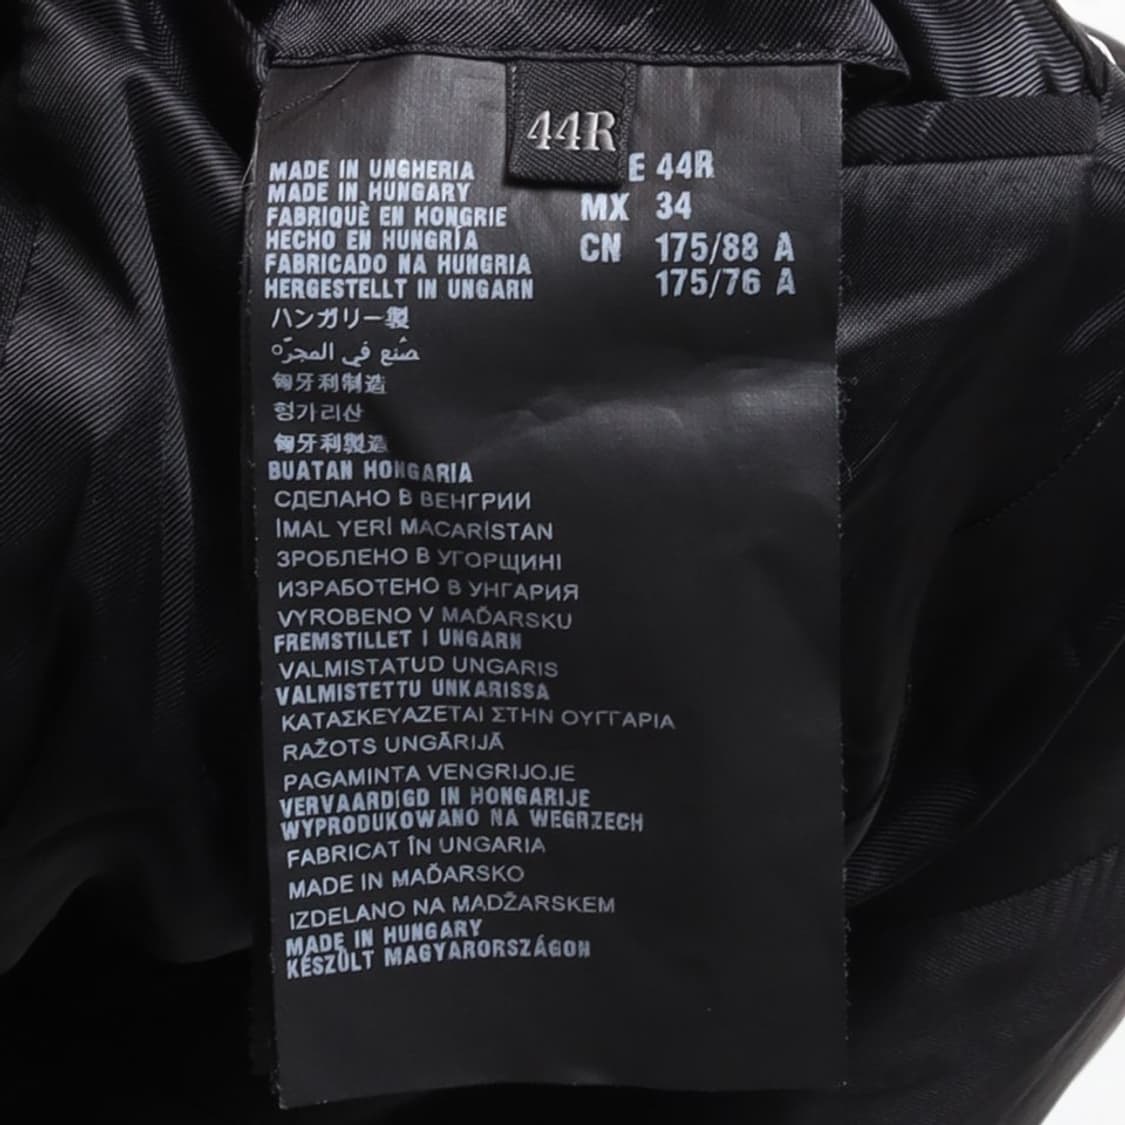 44R
E 44R
MX 34
CN 175/88 A
175/76 A
MADE IN UNGHERIA
MADE IN HUNGARY
FABRIQUÈ EN HONGRIE
HECHO EN HUNGRÍA
FABRICADO NA HUNGRIA
HERGESTELLT IN UNGARN
ハンガリー製
صُنع في المجرّ
匈牙利制造
헝가리산
匈牙利製造
BUATAN HONGARIA
СДЕЛАНО В ВЕНГРИИ
İMAL YERİ MACARİSTAN
ЗРОБЛЕНО В УГОРЩИНІ
ИЗРАБОТЕНО В УНГАРИЯ
VYROBENO V MAĎARSKU
FREMSTILLET I UNGARN
VALMISTATUD UNGARIS
VALMISTETTU UNKARISSA
ΚΑΤΑΣΚΕΥΑΖΕΤΑΙ ΣΤΗΝ ΟΥΓΓΑΡΙΑ
RAŽOTS UNGĀRIJĀ
PAGAMINTA VENGRIJOJE
VERVAARDIGD IN HONGARIJE
WYPRODUKOWANO NA WEGRZECH
FABRICAT ÎN UNGARIA
MADE IN MAĎARSKO
IZDELANO NA MADŽARSKEM
MADE IN HUNGARY
KÉSZÜLT MAGYARORSZÁGON